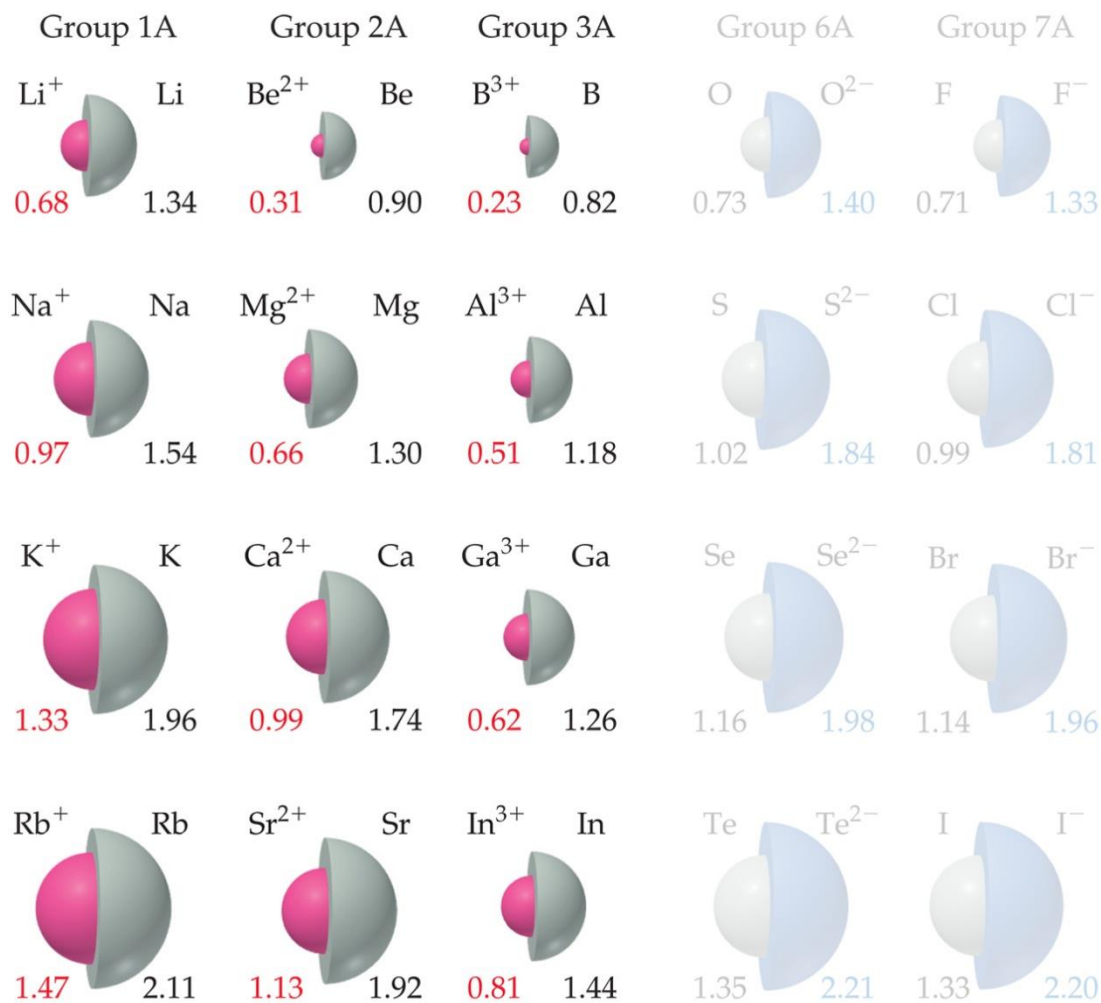 Group 1A Group 2A Group 3A Group 6A Group 7A
Li⁺ Li Be²⁺ Be B³⁺ B O O²⁻ F F⁻
0.68 1.34 0.31 0.90 0.23 0.82 0.73 1.40 0.71 1.33
Na⁺ Na Mg²⁺ Mg Al³⁺ Al S S²⁻ Cl Cl⁻
0.97 1.54 0.66 1.30 0.51 1.18 1.02 1.84 0.99 1.81
K⁺ K Ca²⁺ Ca Ga³⁺ Ga Se Se²⁻ Br Br⁻
1.33 1.96 0.99 1.74 0.62 1.26 1.16 1.98 1.14 1.96
Rb⁺ Rb Sr²⁺ Sr In³⁺ In Te Te²⁻ I I⁻
1.47 2.11 1.13 1.92 0.81 1.44 1.35 2.21 1.33 2.20